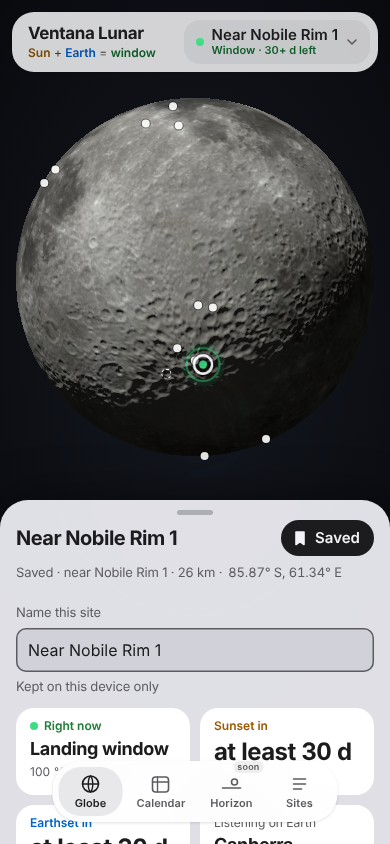 Ventana Lunar
Sun + Earth = window
Near Nobile Rim 1
Window · 30+ d left
Near Nobile Rim 1
Saved
Saved · near Nobile Rim 1 · 26 km · 85.87° S, 61.34° E
Name this site
Near Nobile Rim 1
Kept on this device only
Right now
Landing window
100 %
Sunset in
at least 30 d
soon
Globe
Calendar
Horizon
Sites
Earthset in
at least 30 d
Listening on Earth
Canberra